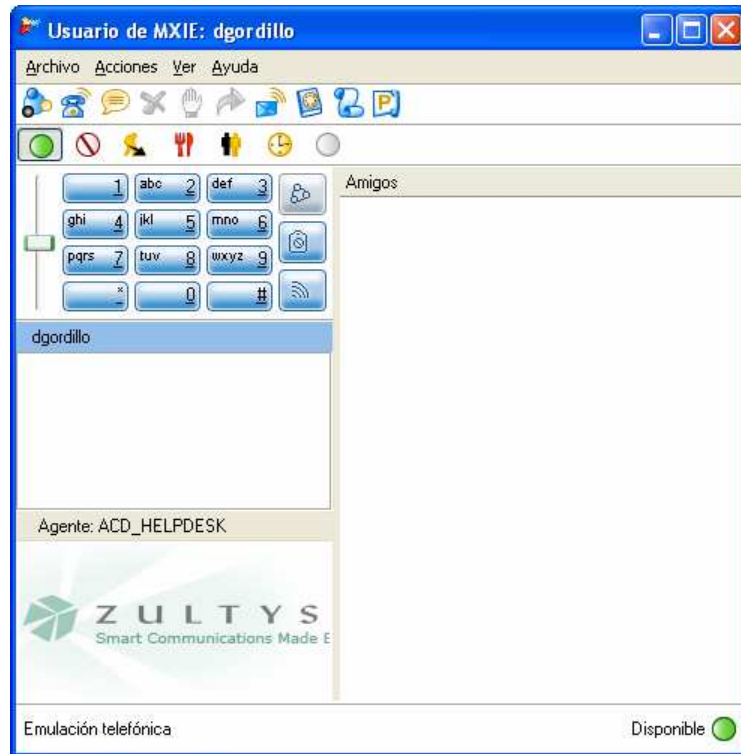 Usuario de MXIE: dgordillo
Archivo Acciones Ver Ayuda
P
1 abc 2 def 3
ghi 4 jkl 5 mno 6
pqrs 7 tuv 8 wxyz 9
* 0 #
Amigos
dgordillo
Agente: ACD_HELPDESK
ZULTYS
Smart Communications Made E
Emulación telefónica
Disponible